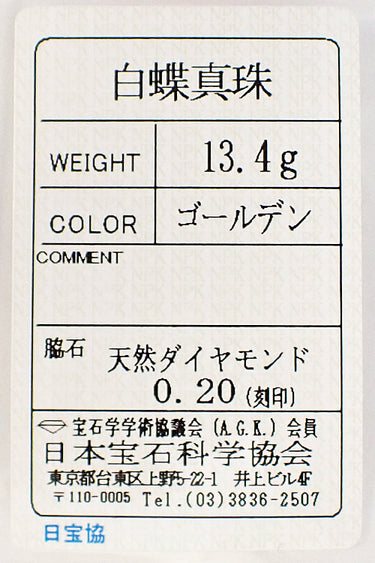 白蝶真珠
WEIGHT 13.4g
COLOR ゴールデン
COMMENT
脇石 天然ダイヤモンド
0.20 (刻印)
宝石学学術協議会 (A.G.K.) 会員
日本宝石科学協会
東京都台東区上野5-22-1 井上ビル4F
〒110-0005 Tel.(03)3836-2507
日宝協